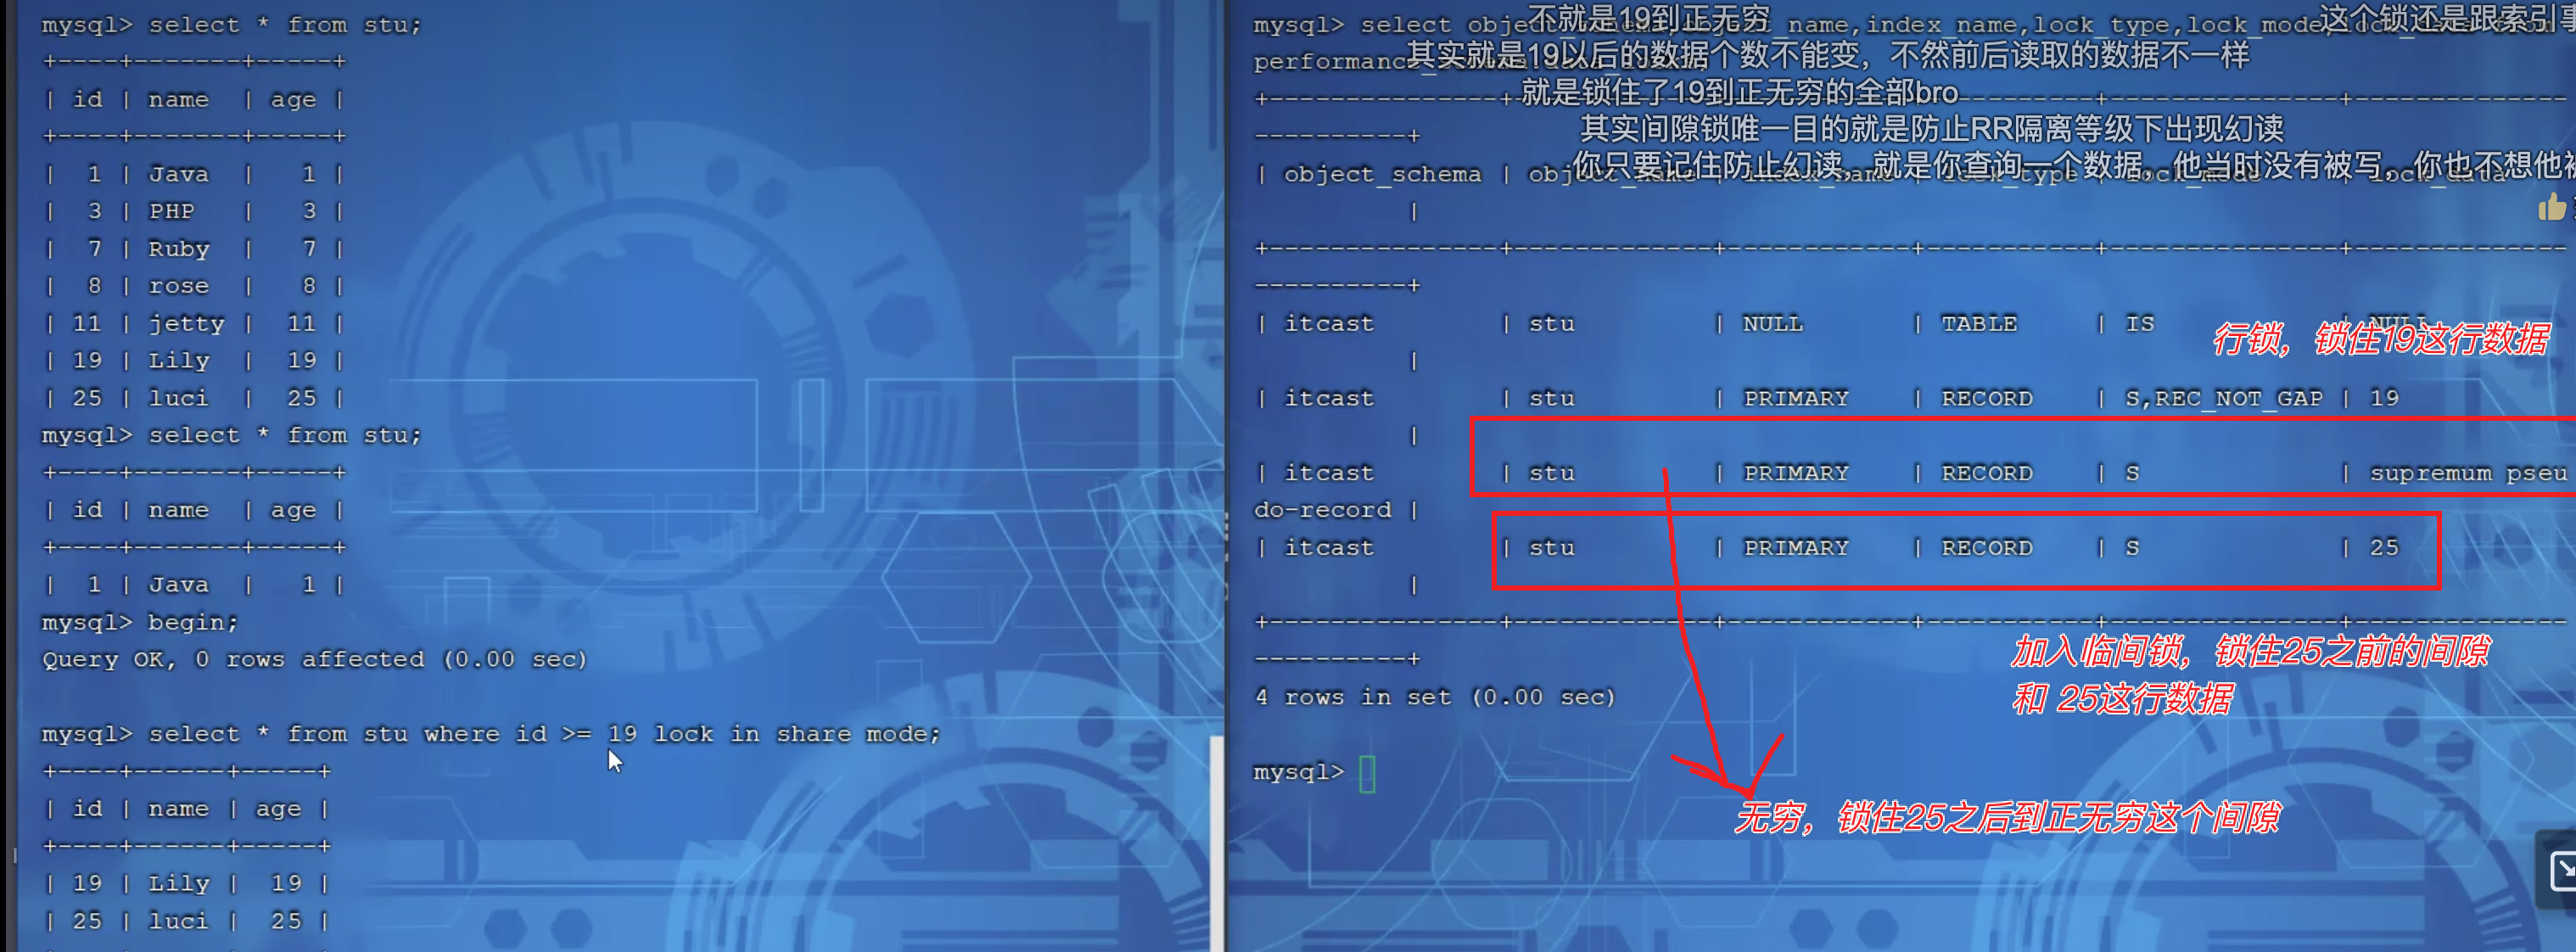 mysql> select * from stu;
+----+-------+-----+
| id | name  | age |
+----+-------+-----+
|  1 | Java  |   1 |
|  3 | PHP   |   3 |
|  7 | Ruby  |   7 |
|  8 | rose  |   8 |
| 11 | jetty |  11 |
| 19 | Lily  |  19 |
| 25 | luci  |  25 |
mysql> select * from stu;
+----+-------+-----+
| id | name  | age |
+----+-------+-----+
|  1 | Java  |   1 |
mysql> begin;
Query OK, 0 rows affected (0.00 sec)
mysql> select * from stu where id >= 19 lock in share mode;
+----+------+-----+
| id | name | age |
+----+------+-----+
| 19 | Lily |  19 |
| 25 | luci |  25 |
不就是19到正无穷
这个锁还是跟索引
mysql> select object_schema,object_name,index_name,lock_type,lock_mode,lock_data from
其实就是19以后的数据个数不能变，不然前后读取的数据不一样
performance_schema
就是锁住了19到正无穷的全部bro
其实间隙锁唯一目的就是防止RR隔离等级下出现幻读
你只要记住防止幻读，就是你查询一个数据，他当时没有被写，你也不想他被
| object_schema | object_name | index_name | lock_type | lock_mode | lock_data
|
| itcast | stu | NULL | TABLE | IS | NULL
行锁，锁住19这行数据
|
| itcast | stu | PRIMARY | RECORD | S,REC_NOT_GAP | 19
|
| itcast | stu | PRIMARY | RECORD | S | supremum pseu
do-record |
| itcast | stu | PRIMARY | RECORD | S | 25
|
加入临间锁，锁住25之前的间隙
和 25这行数据
4 rows in set (0.00 sec)
mysql>
无穷，锁住25之后到正无穷这个间隙